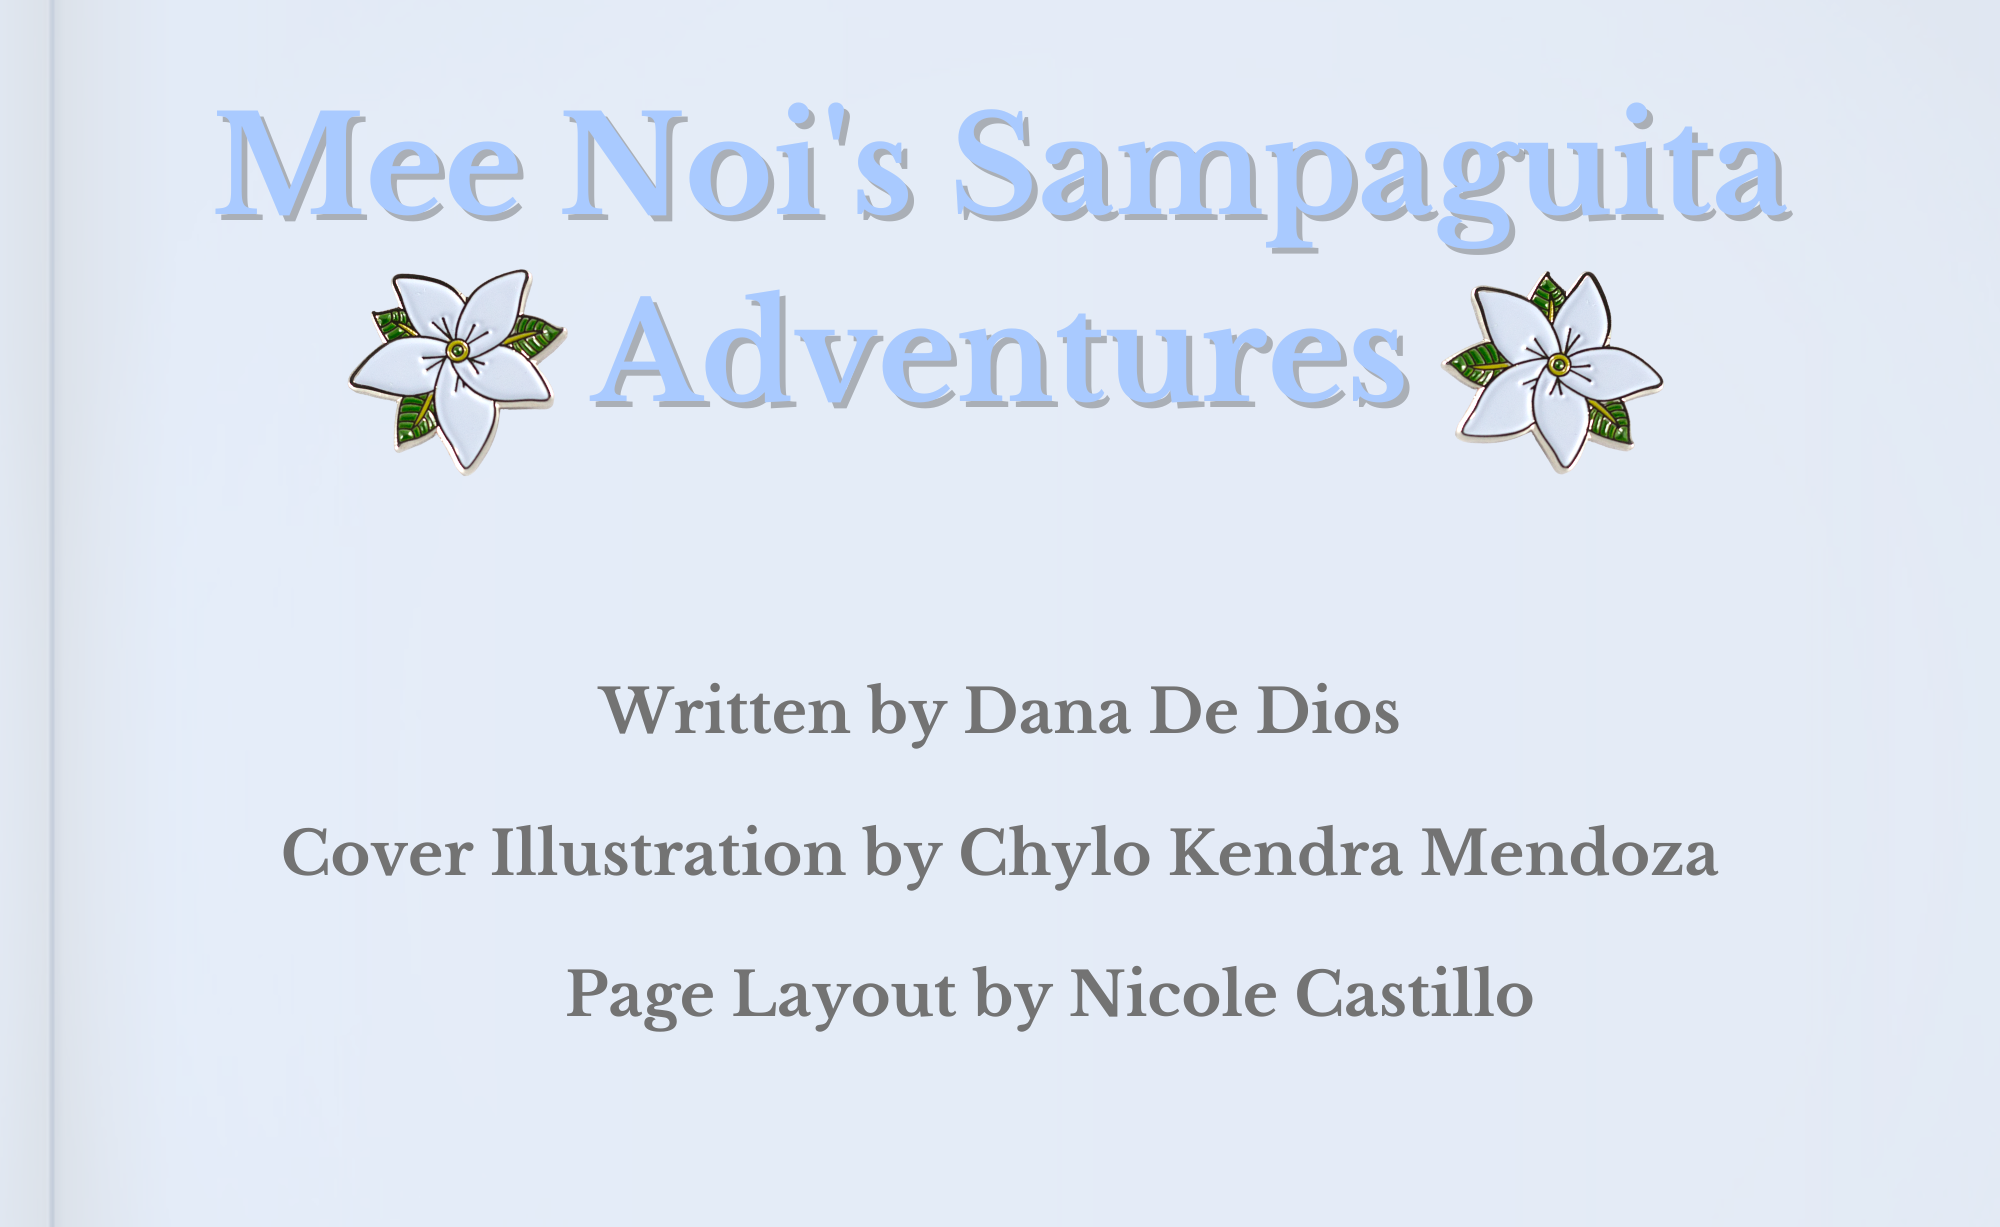 Mee Noi's Sampaguita
Adventures
Written by Dana De Dios
Cover Illustration by Chylo Kendra Mendoza
Page Layout by Nicole Castillo